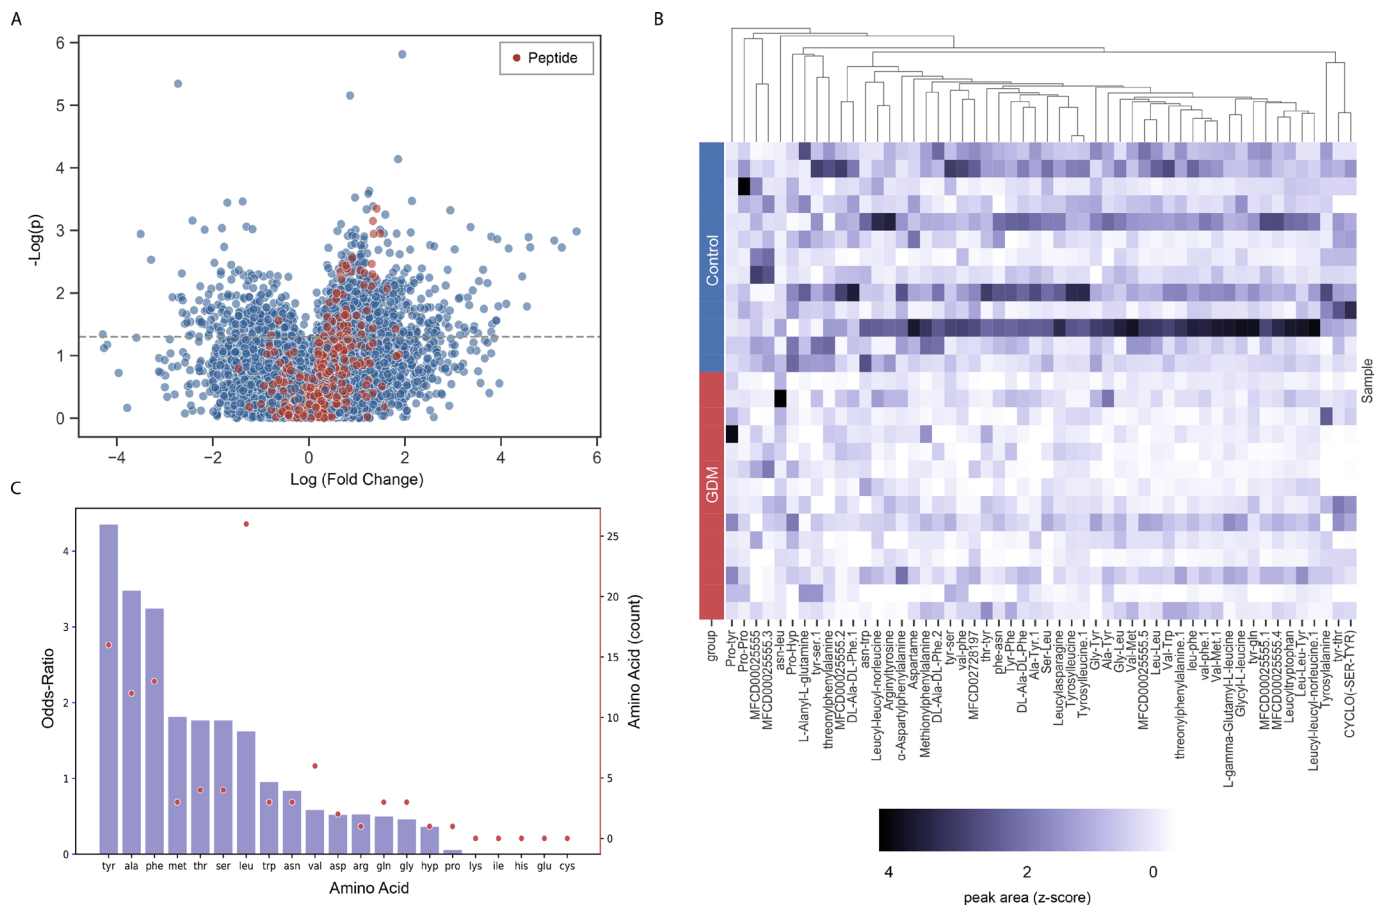 A
6
5
4
3
2
1
0
-Log(p)
Peptide
−4
−2
0
2
4
6
Log (Fold Change)
B
Control
GDM
Sample
group
Pro-tyr
Pro-Pro
MFCD00025555
MFCD00025555.3
asn-leu
Pro-Hyp
L-Alanyl-L-glutamine
tyr-ser.1
threonylphenylalanine
MFCD00025555.2
DL-Ala-DL-Phe.1
asn-trp
Leucyl-leucyl-norleucine
Arginyltyrosine
α-Aspartylphenylalanine
Aspartame
Methionylphenylalanine
DL-Ala-DL-Phe.2
tyr-ser
val-phe
MFCD02728197
thr-tyr
phe-asn
Tyr-Phe
DL-Ala-DL-Phe
Ala-Tyr.1
Ser-Leu
Leucylasparagine
Tyrosylleucine
Tyrosylleucine.1
Gly-Tyr
Ala-Tyr
Gly-Leu
Val-Met
MFCD00025555.5
Leu-Leu
Val-Trp
threonylphenylalanine.1
leu-phe
val-phe.1
Val-Met.1
L-gamma-Glutamyl-L-leucine
Glycyl-L-leucine
tyr-gln
MFCD00025555.1
MFCD00025555.4
Leucyltryptophan
Leu-Leu-Tyr
Leucyl-leucyl-norleucine.1
Tyrosylalanine
tyr-thr
CYCLO(-SER-TYR)
4
2
0
peak area (z-score)
C
4
3
2
1
0
Odds-Ratio
25
20
15
10
5
0
Amino Acid (count)
tyr
ala
phe
met
thr
ser
leu
trp
asn
val
asp
arg
gln
gly
hyp
pro
lys
ile
his
glu
cys
Amino Acid